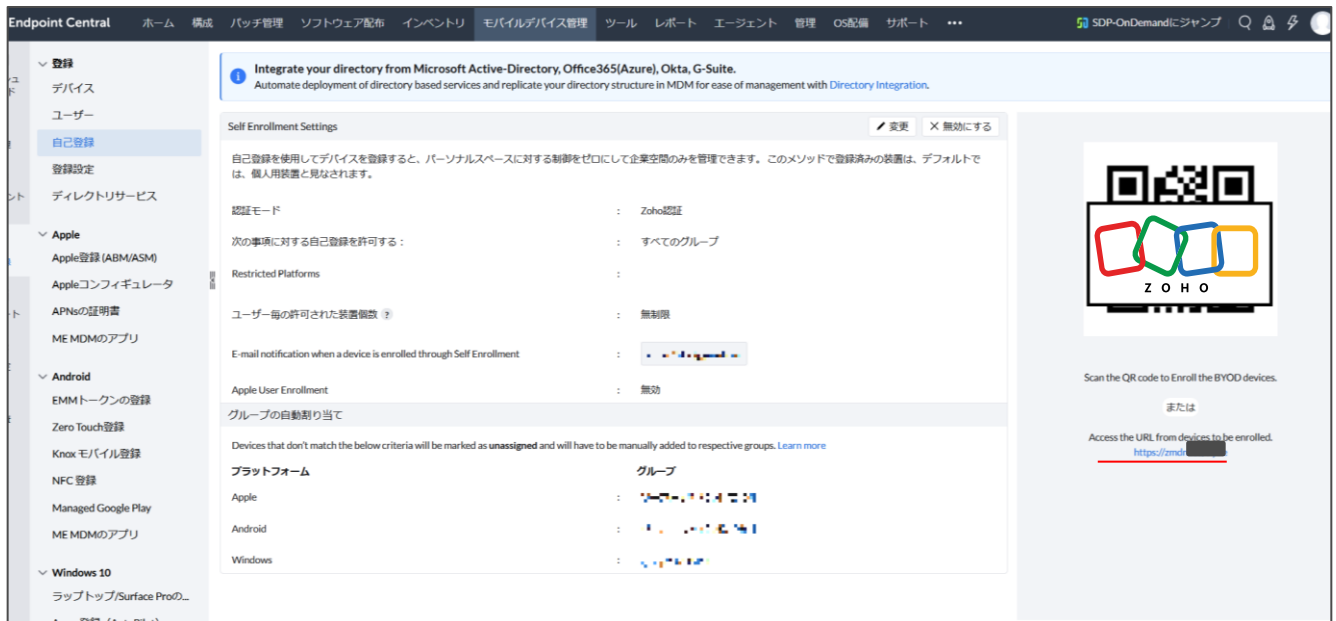 Endpoint Central
ホーム 構成 パッチ管理 ソフトウェア配布 インベントリ モバイルデバイス管理 ツール レポート エージェント 管理 OS配備 サポート •••
SDP-OnDemandにジャンプ
登録
デバイス
ユーザー
自己登録
登録設定
ディレクトリサービス
Apple
Apple登録 (ABM/ASM)
Appleコンフィギュレータ
APNsの証明書
ME MDMのアプリ
Android
EMMトークンの登録
Zero Touch登録
Knox モバイル登録
NFC 登録
Managed Google Play
ME MDMのアプリ
Windows 10
ラップトップ/Surface Proの...
Integrate your directory from Microsoft Active-Directory, Office365(Azure), Okta, G-Suite.
Automate deployment of directory based services and replicate your directory structure in MDM for ease of management with Directory Integration.
Self Enrollment Settings
変更
無効にする
自己登録を使用してデバイスを登録すると、パーソナルスペースに対する制御をゼロにして企業空間のみを管理できます。このメソッドで登録済みの装置は、デフォルトで
は、個人用装置と見なされます。
認証モード : Zoho認証
次の事項に対する自己登録を許可する : : すべてのグループ
Restricted Platforms :
ユーザー毎の許可された装置個数 ? : 無制限
E-mail notification when a device is enrolled through Self Enrollment :
Apple User Enrollment : 無効
グループの自動割り当て
Devices that don't match the below criteria will be marked as unassigned and will have to be manually added to respective groups. Learn more
プラットフォーム グループ
Apple :
Android :
Windows :
ZOHO
Scan the QR code to Enroll the BYOD devices.
または
Access the URL from devices to be enrolled.